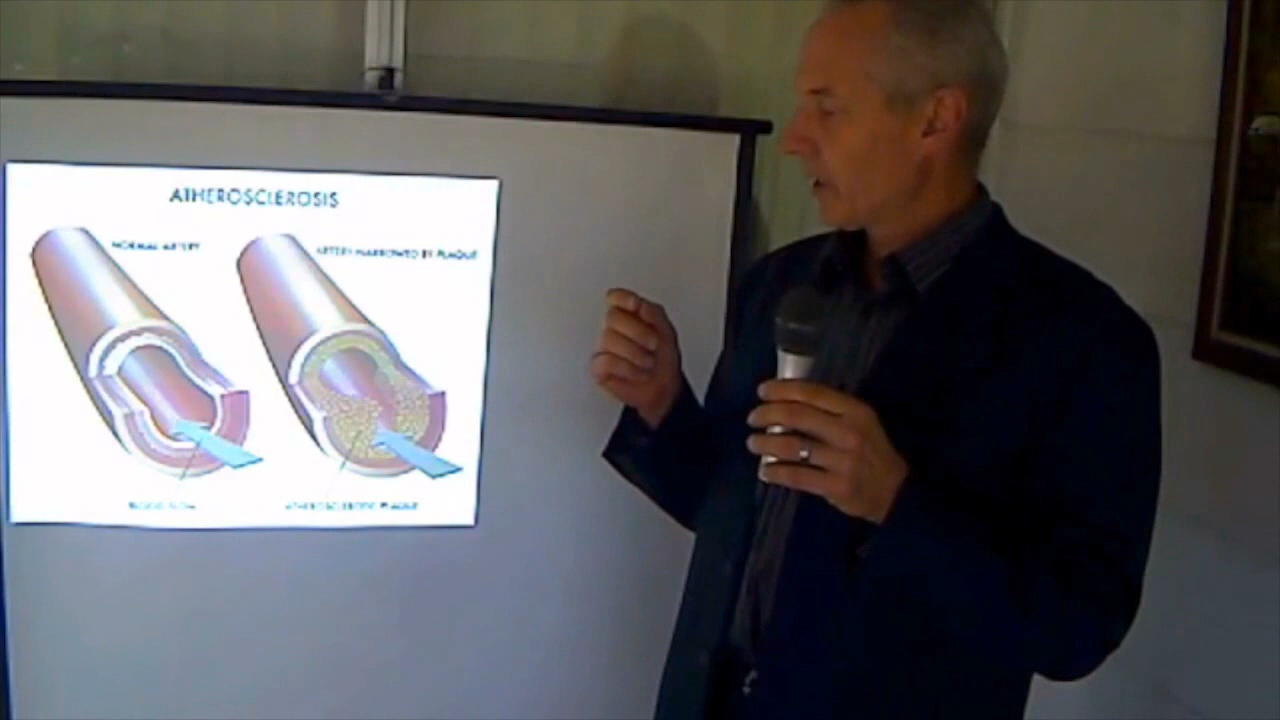 ATHEROSCLEROSIS
NORMAL ARTERY
ARTERY NARROWED BY PLAQUE
BLOOD FLOW
ATHEROSCLEROTIC PLAQUE